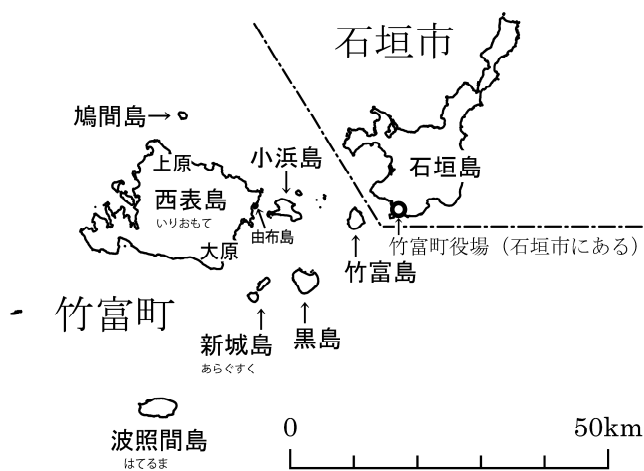 石垣市
鳩間島→
上原
小浜島
↓
石垣島
西表島
いりおもて
由布島
大原
↑
竹富町役場（石垣市にある）
↑
竹富島
竹富町
↑
新城島
あらぐすく
↑
黒島
波照間島
はてるま
0
50km